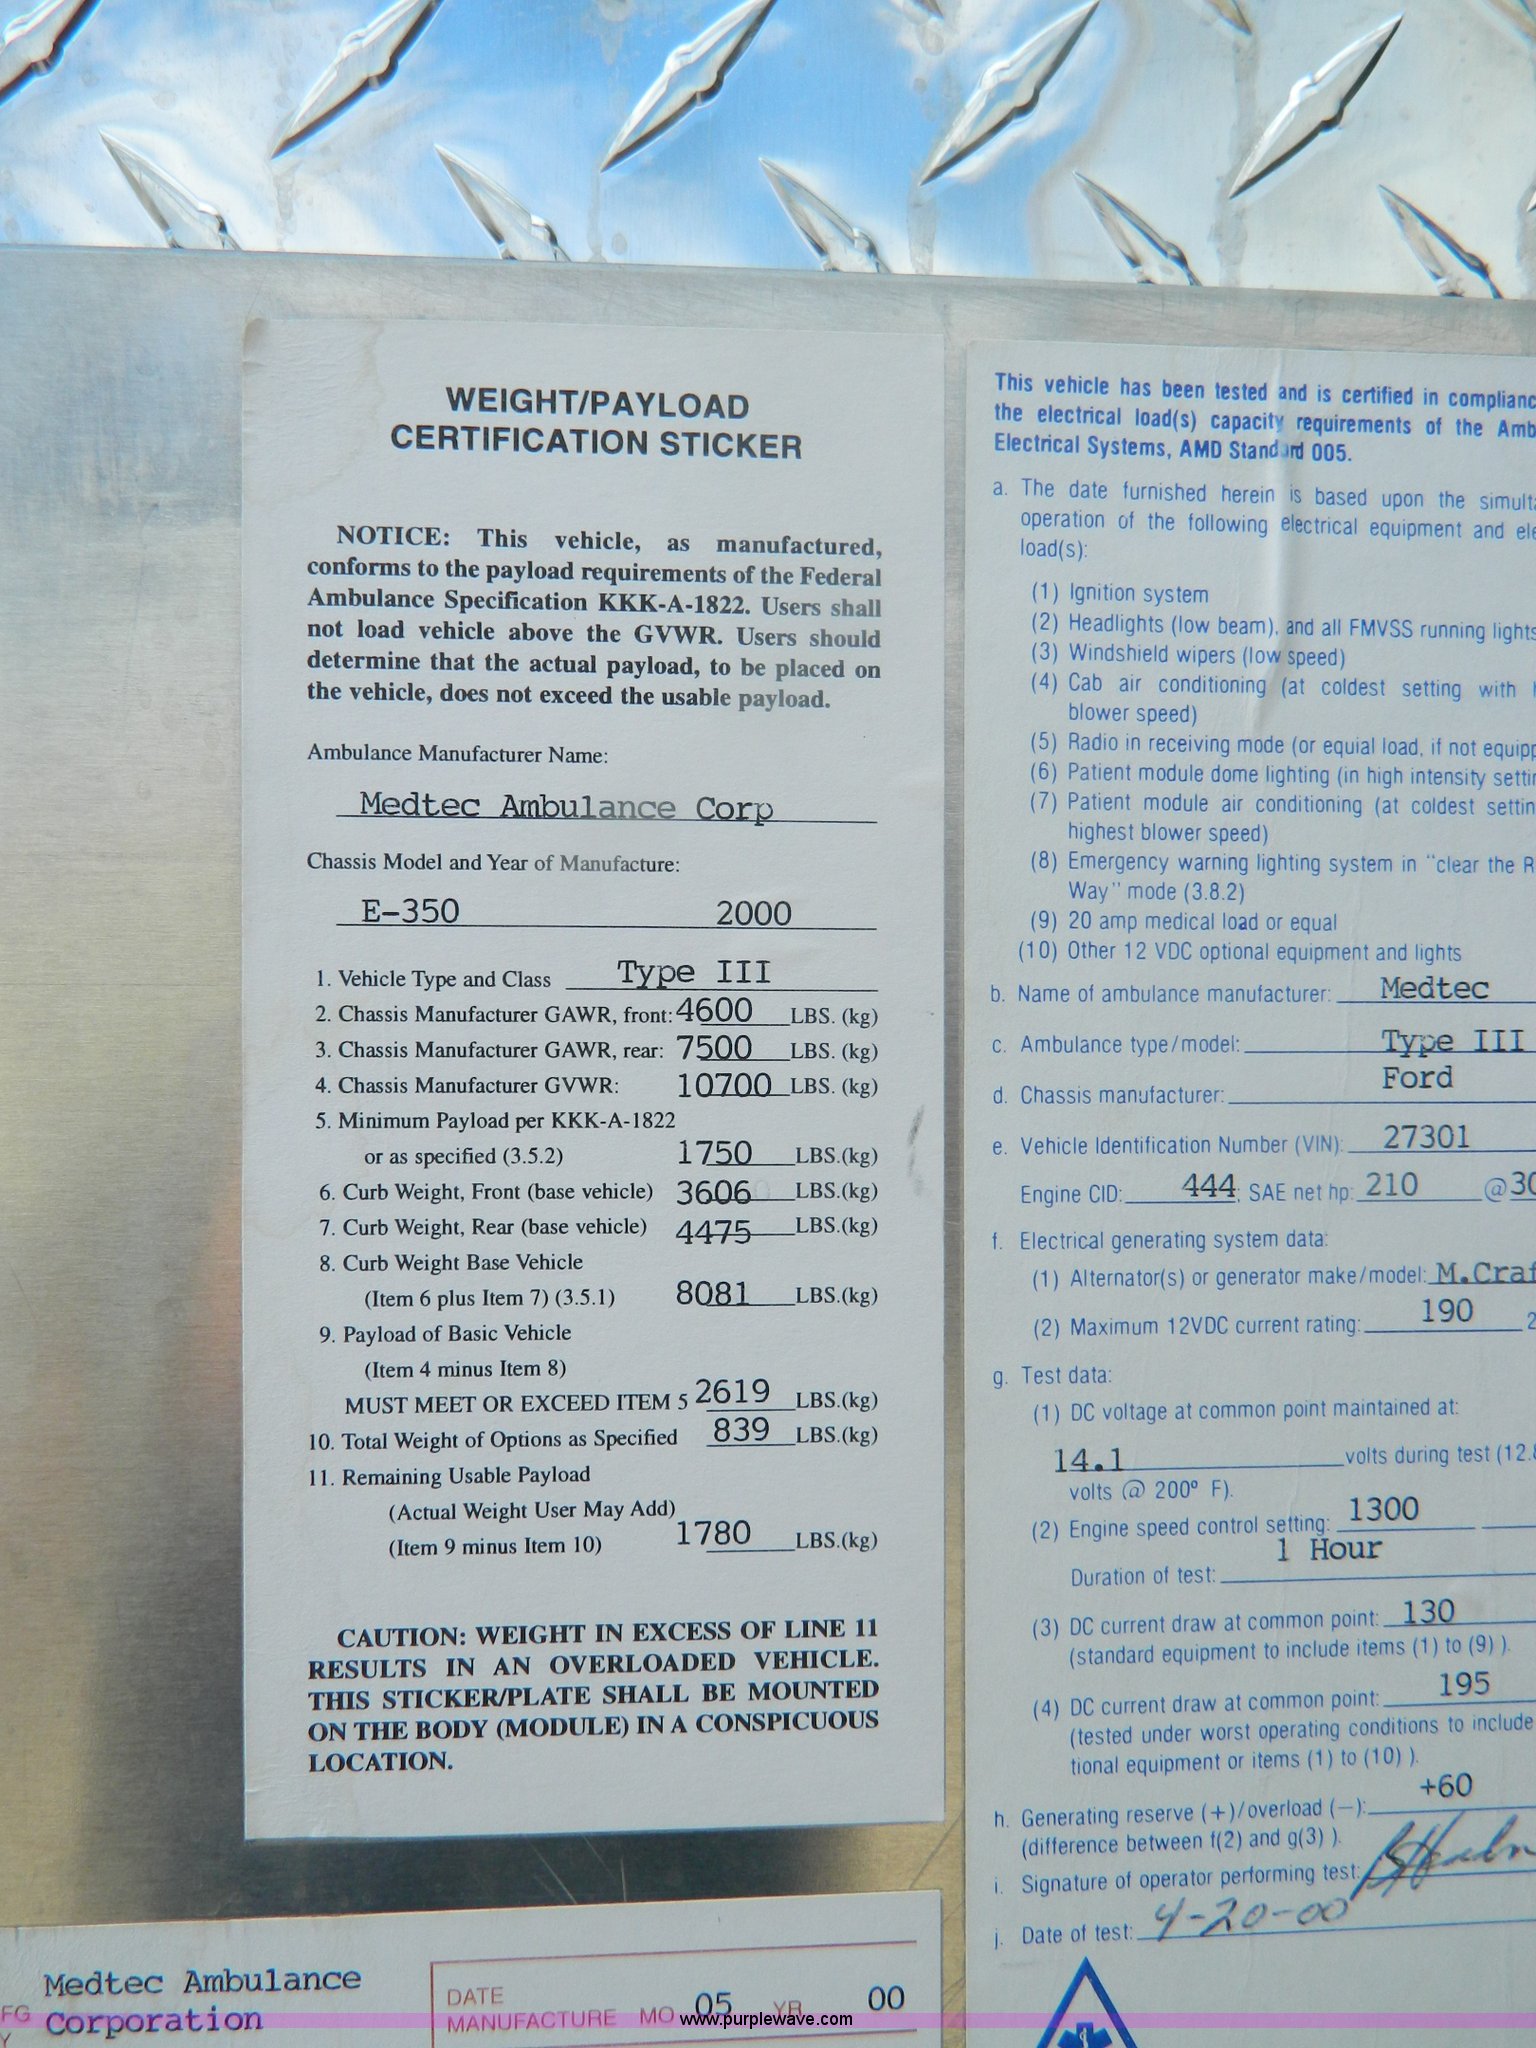 WEIGHT/PAYLOAD
CERTIFICATION STICKER
NOTICE: This vehicle, as manufactured,
conforms to the payload requirements of the Federal
Ambulance Specification KKK-A-1822. Users shall
not load vehicle above the GVWR. Users should
determine that the actual payload, to be placed on
the vehicle, does not exceed the usable payload.
Ambulance Manufacturer Name:
Medtec Ambulance Corp
Chassis Model and Year of Manufacture:
E-350 2000
1. Vehicle Type and Class Type III
2. Chassis Manufacturer GAWR, front: 4600 LBS. (kg)
3. Chassis Manufacturer GAWR, rear: 7500 LBS. (kg)
4. Chassis Manufacturer GVWR: 10700 LBS. (kg)
5. Minimum Payload per KKK-A-1822
or as specified (3.5.2) 1750 LBS.(kg)
6. Curb Weight, Front (base vehicle) 3606 LBS.(kg)
7. Curb Weight, Rear (base vehicle) 4475 LBS.(kg)
8. Curb Weight Base Vehicle
(Item 6 plus Item 7) (3.5.1) 8081 LBS.(kg)
9. Payload of Basic Vehicle
(Item 4 minus Item 8)
MUST MEET OR EXCEED ITEM 5 2619 LBS.(kg)
10. Total Weight of Options as Specified 839 LBS.(kg)
11. Remaining Usable Payload
(Actual Weight User May Add)
(Item 9 minus Item 10) 1780 LBS.(kg)
CAUTION: WEIGHT IN EXCESS OF LINE 11
RESULTS IN AN OVERLOADED VEHICLE.
THIS STICKER/PLATE SHALL BE MOUNTED
ON THE BODY (MODULE) IN A CONSPICUOUS
LOCATION.
This vehicle has been tested and is certified in
the electrical load(s) capacity requirements of the
Electrical Systems, AMD Standard 005.
a. The date furnished herein is based upon the
operation of the following electrical equipment and
load(s):
(1) Ignition system
(2) Headlights (low beam), and all FMVSS running lights
(3) Windshield wipers (low speed)
(4) Cab air conditioning (at coldest setting with
blower speed)
(5) Radio in receiving mode (or equial load, if not
(6) Patient module dome lighting (in high intensity
(7) Patient module air conditioning (at coldest
highest blower speed)
(8) Emergency warning lighting system in "clear the
Way" mode (3.8.2)
(9) 20 amp medical load or equal
(10) Other 12 VDC optional equipment and lights
b. Name of ambulance manufacturer: Medtec
c. Ambulance type/model: Type III
d. Chassis manufacturer: Ford
e. Vehicle Identification Number (VIN): 27301
Engine CID: 444; SAE net hp: 210 @
f. Electrical generating system data:
(1) Alternator(s) or generator make/model:
(2) Maximum 12VDC current rating: 190
g. Test data:
(1) DC voltage at common point maintained at:
14.1 volts during test
volts (@ 200° F).
(2) Engine speed control setting: 1300
Duration of test: 1 Hour
(3) DC current draw at common point: 130
(standard equipment to include items (1) to (9) ).
(4) DC current draw at common point: 195
(tested under worst operating conditions to include
tional equipment or items (1) to (10) ).
h. Generating reserve (+)/overload (−): +60
(difference between f(2) and g(3) ).
i. Signature of operator performing test:
j. Date of test: 4-20-00
Medtec Ambulance
Corporation
DATE
MANUFACTURE MO 05 YR 00
www.purplewave.com